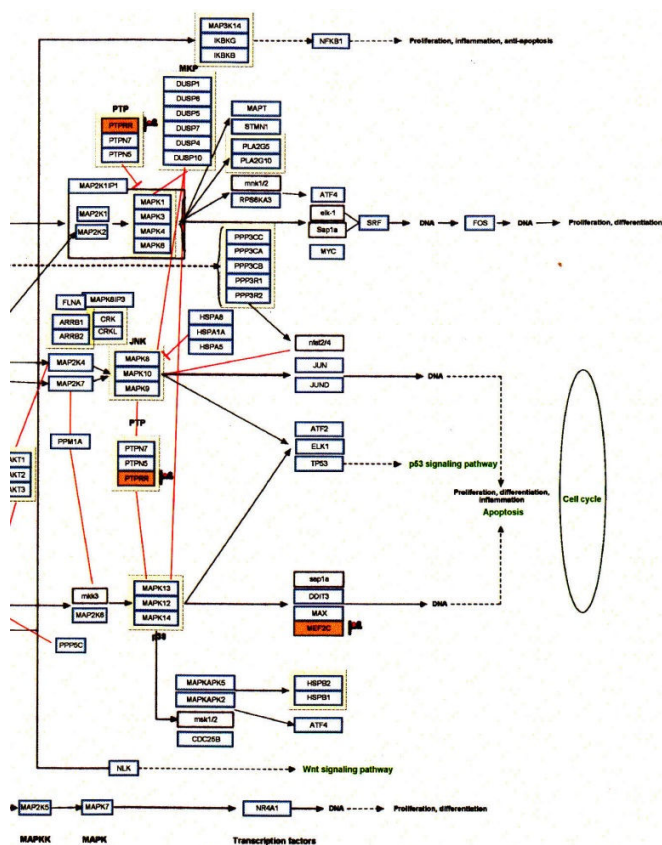 MAP3K14
IKBKG
IKBKB
NFKB1
Proliferation, inflammation, anti-apoptosis
MKP
DUSP1
DUSP6
DUSP5
DUSP7
DUSP4
DUSP10
PTP
PTPRR
PTPN7
PTPN5
MAPT
STMN1
PLA2G5
PLA2G10
mnk1/2
RPS6KA3
ATF4
elk-1
Sap1a
MYC
SRF
DNA
FOS
DNA
Proliferation, differentiation
MAP2K1IP1
MAP2K1
MAP2K2
MAPK1
MAPK3
MAPK4
MAPK6
PPP3CC
PPP3CA
PPP3CB
PPP3R1
PPP3R2
FLNA
MAPK8IP3
ARRB1
ARRB2
CRK
CRKL
JNK
HSPA8
HSPA1A
HSPA5
nfat2/4
MAP2K4
MAP2K7
MAPK8
MAPK10
MAPK9
JUN
JUND
DNA
PPM1A
PTP
PTPN7
PTPN5
PTPRR
ATF2
ELK1
TP53
p53 signaling pathway
AKT1
AKT2
AKT3
Proliferation, differentiation,
inflammation
Apoptosis
Cell cycle
mkk3
MAP2K6
MAPK13
MAPK12
MAPK14
p38
sap1a
DDIT3
MAX
MEF2C
DNA
PPP5C
MAPKAPK5
MAPKAPK2
msk1/2
CDC25B
HSPB2
HSPB1
ATF4
NLK
Wnt signaling pathway
MAP2K5
MAPK7
NR4A1
DNA
Proliferation, differentiation
MAPKK
MAPK
Transcription factors